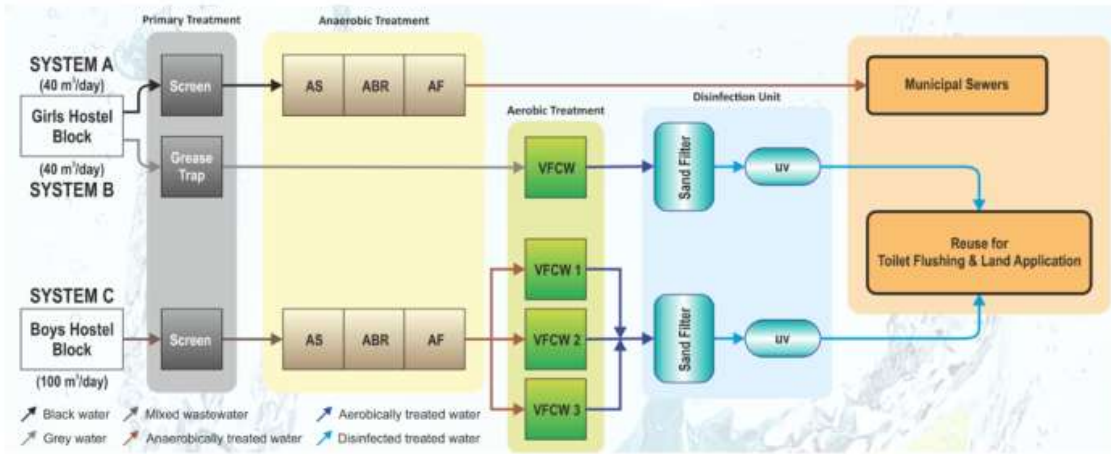 Primary Treatment
Anaerobic Treatment
SYSTEM A
(40 m³/day)
Girls Hostel
Block
(40 m³/day)
SYSTEM B
Screen
Grease
Trap
AS
ABR
AF
Aerobic Treatment
VFCW
Disinfection Unit
Sand Filter
UV
Municipal Sewers
Reuse for
Toilet Flushing & Land Application
SYSTEM C
Boys Hostel
Block
(100 m³/day)
Screen
AS
ABR
AF
VFCW 1
VFCW 2
VFCW 3
Sand Filter
UV
Black water
Mixed wastewater
Aerobically treated water
Grey water
Anaerobically treated water
Disinfected treated water